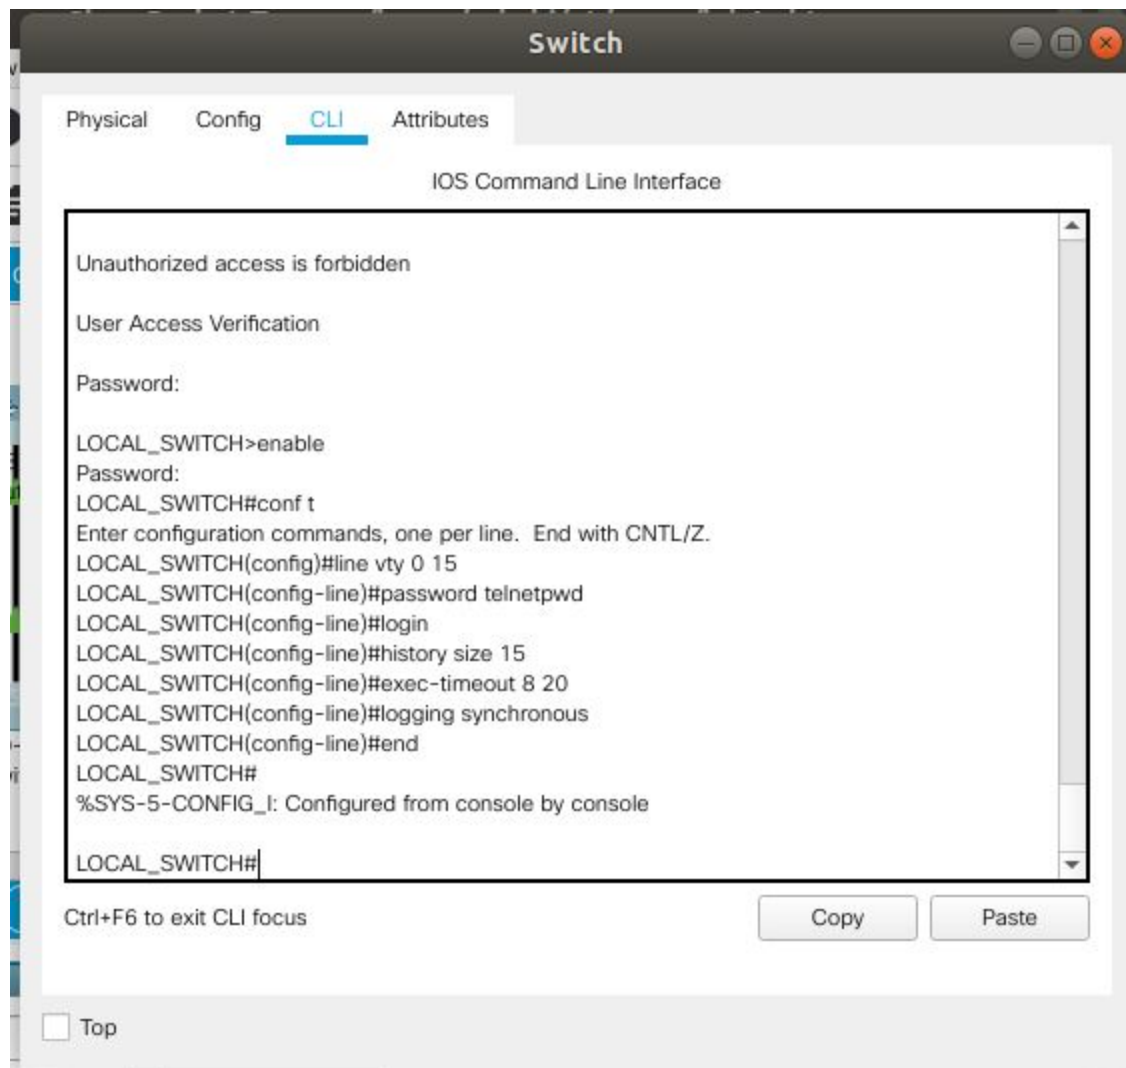 Switch
Physical Config CLI Attributes
IOS Command Line Interface
Unauthorized access is forbidden
User Access Verification
Password:
LOCAL_SWITCH>enable
Password:
LOCAL_SWITCH#conf t
Enter configuration commands, one per line.  End with CNTL/Z.
LOCAL_SWITCH(config)#line vty 0 15
LOCAL_SWITCH(config-line)#password telnetpwd
LOCAL_SWITCH(config-line)#login
LOCAL_SWITCH(config-line)#history size 15
LOCAL_SWITCH(config-line)#exec-timeout 8 20
LOCAL_SWITCH(config-line)#logging synchronous
LOCAL_SWITCH(config-line)#end
LOCAL_SWITCH#
%SYS-5-CONFIG_I: Configured from console by console
LOCAL_SWITCH#
Ctrl+F6 to exit CLI focus Copy Paste
Top